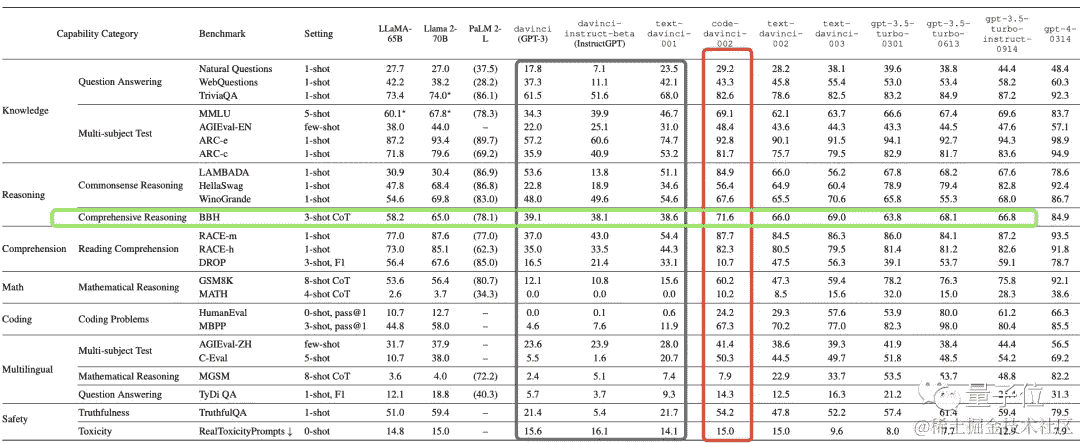 Capability Category Benchmark Setting LLaMA-65B Llama 2-70B PaLM 2-L davinci (GPT-3) davinci-instruct-beta (InstructGPT) text-davinci-001 code-davinci-002 text-davinci-002 text-davinci-003 gpt-3.5-turbo-0301 gpt-3.5-turbo-0613 gpt-3.5-turbo-instruct-0914 gpt-4-0314
Knowledge Question Answering Natural Questions 1-shot 27.7 27.0 (37.5) 17.8 7.1 23.5 29.2 28.2 38.1 39.6 38.8 44.4 48.4
WebQuestions 1-shot 42.2 38.2 (28.2) 37.3 11.1 42.1 43.3 45.8 55.4 53.0 53.4 58.2 60.3
TriviaQA 1-shot 73.4 74.0* (86.1) 61.5 51.6 68.0 82.6 78.6 82.5 83.2 84.9 87.2 92.3
Multi-subject Test MMLU 5-shot 60.1* 67.8* (78.3) 34.3 39.9 46.7 69.1 62.1 63.7 66.6 67.4 69.6 83.7
AGIEval-EN few-shot 38.0 44.0 – 22.0 25.1 31.0 48.4 43.6 44.3 43.3 44.5 47.6 57.1
ARC-e 1-shot 87.2 93.4 (89.7) 57.2 60.6 74.7 92.8 90.1 91.5 94.1 92.7 94.3 98.9
ARC-c 1-shot 71.8 79.6 (69.2) 35.9 40.9 53.2 81.7 75.7 79.5 82.9 81.7 83.6 94.9
Reasoning Commonsense Reasoning LAMBADA 1-shot 30.9 30.4 (86.9) 53.6 13.8 51.1 84.9 66.0 56.2 67.8 68.2 67.6 78.6
HellaSwag 1-shot 47.8 68.4 (86.8) 22.8 18.9 34.6 56.4 64.9 60.4 78.9 79.4 82.8 92.4
WinoGrande 1-shot 54.6 69.8 (83.0) 48.0 49.6 54.6 67.6 65.5 70.6 65.8 55.3 68.0 86.7
Comprehensive Reasoning BBH 3-shot CoT 58.2 65.0 (78.1) 39.1 38.1 38.6 71.6 66.0 69.0 63.8 68.1 66.8 84.9
Comprehension Reading Comprehension RACE-m 1-shot 77.0 87.6 (77.0) 37.0 43.0 54.4 87.7 84.5 86.3 86.0 84.1 87.2 93.5
RACE-h 1-shot 73.0 85.1 (62.3) 35.0 33.5 44.3 82.3 80.5 79.5 81.4 81.2 82.6 91.8
DROP 3-shot, F1 56.4 67.6 (85.0) 16.5 21.4 33.1 10.7 47.5 56.3 39.1 53.7 59.1 78.7
Math Mathematical Reasoning GSM8K 8-shot CoT 53.6 56.4 (80.7) 12.1 10.8 15.6 60.2 47.3 59.4 78.2 76.3 75.8 92.1
MATH 4-shot CoT 2.6 3.7 (34.3) 0.0 0.0 0.0 10.2 8.5 15.6 32.0 15.0 28.3 38.6
Coding Coding Problems HumanEval 0-shot, pass@1 10.7 12.7 – 0.0 0.1 0.6 24.2 29.3 57.6 53.9 80.0 61.2 66.3
MBPP 3-shot, pass@1 44.8 58.0 – 4.6 7.6 11.9 67.3 70.2 77.0 82.3 98.0 80.4 85.5
Multilingual Multi-subject Test AGIEval-ZH few-shot 31.7 37.9 – 23.6 23.9 28.0 41.4 38.6 39.3 41.9 38.4 44.4 56.5
C-Eval 5-shot 10.7 38.0 – 5.5 1.6 20.7 50.3 44.5 49.7 51.8 48.5 54.2 69.2
Mathematical Reasoning MGSM 8-shot CoT 3.6 4.0 (72.2) 2.4 5.1 7.4 7.9 22.9 33.7 53.5 53.7 48.8 82.2
Question Answering TyDi QA 1-shot, F1 12.1 18.8 (40.3) 5.7 3.7 9.3 14.3 12.5 16.3 21.2 31.3
Safety Truthfulness TruthfulQA 1-shot 51.0 59.4 – 21.4 5.4 21.7 54.2 47.8 52.2 57.4 61.4 59.4 79.5
Toxicity RealToxicityPrompts ↓ 0-shot 14.8 15.0 – 15.6 16.1 14.1 15.0 15.0 9.6 8.0 12.9 7.9
量子位
@稀土掘金技术社区